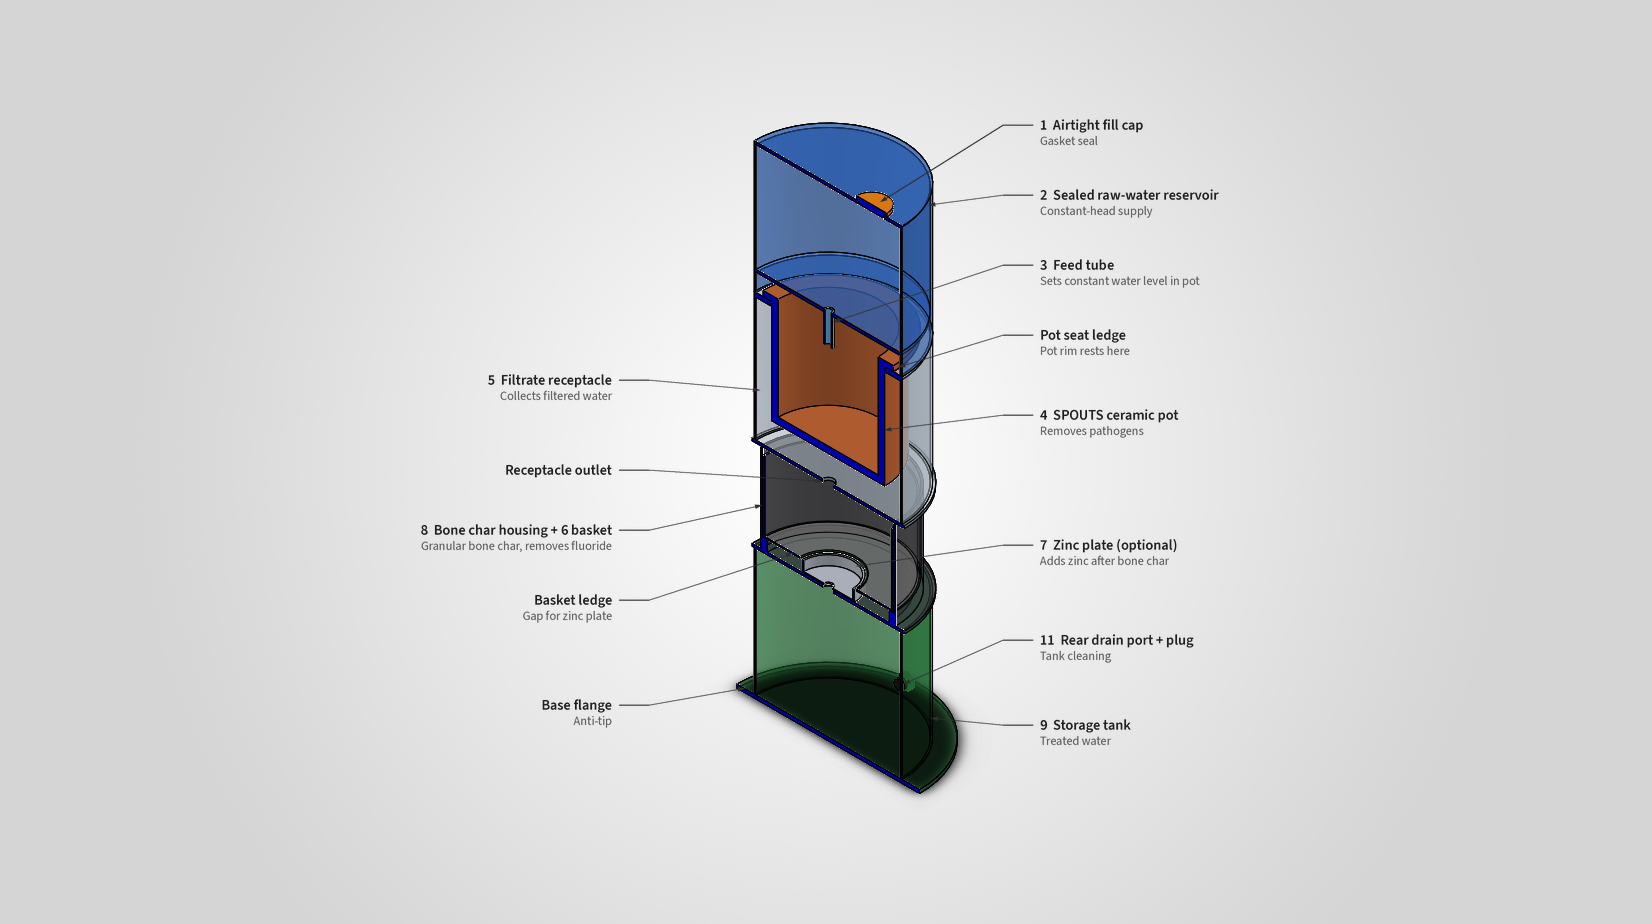 1 Airtight fill cap
Gasket seal
2 Sealed raw-water reservoir
Constant-head supply
3 Feed tube
Sets constant water level in pot
Pot seat ledge
Pot rim rests here
5 Filtrate receptacle
Collects filtered water
4 SPOUTS ceramic pot
Removes pathogens
Receptacle outlet
8 Bone char housing + 6 basket
Granular bone char, removes fluoride
7 Zinc plate (optional)
Adds zinc after bone char
Basket ledge
Gap for zinc plate
11 Rear drain port + plug
Tank cleaning
Base flange
Anti-tip
9 Storage tank
Treated water